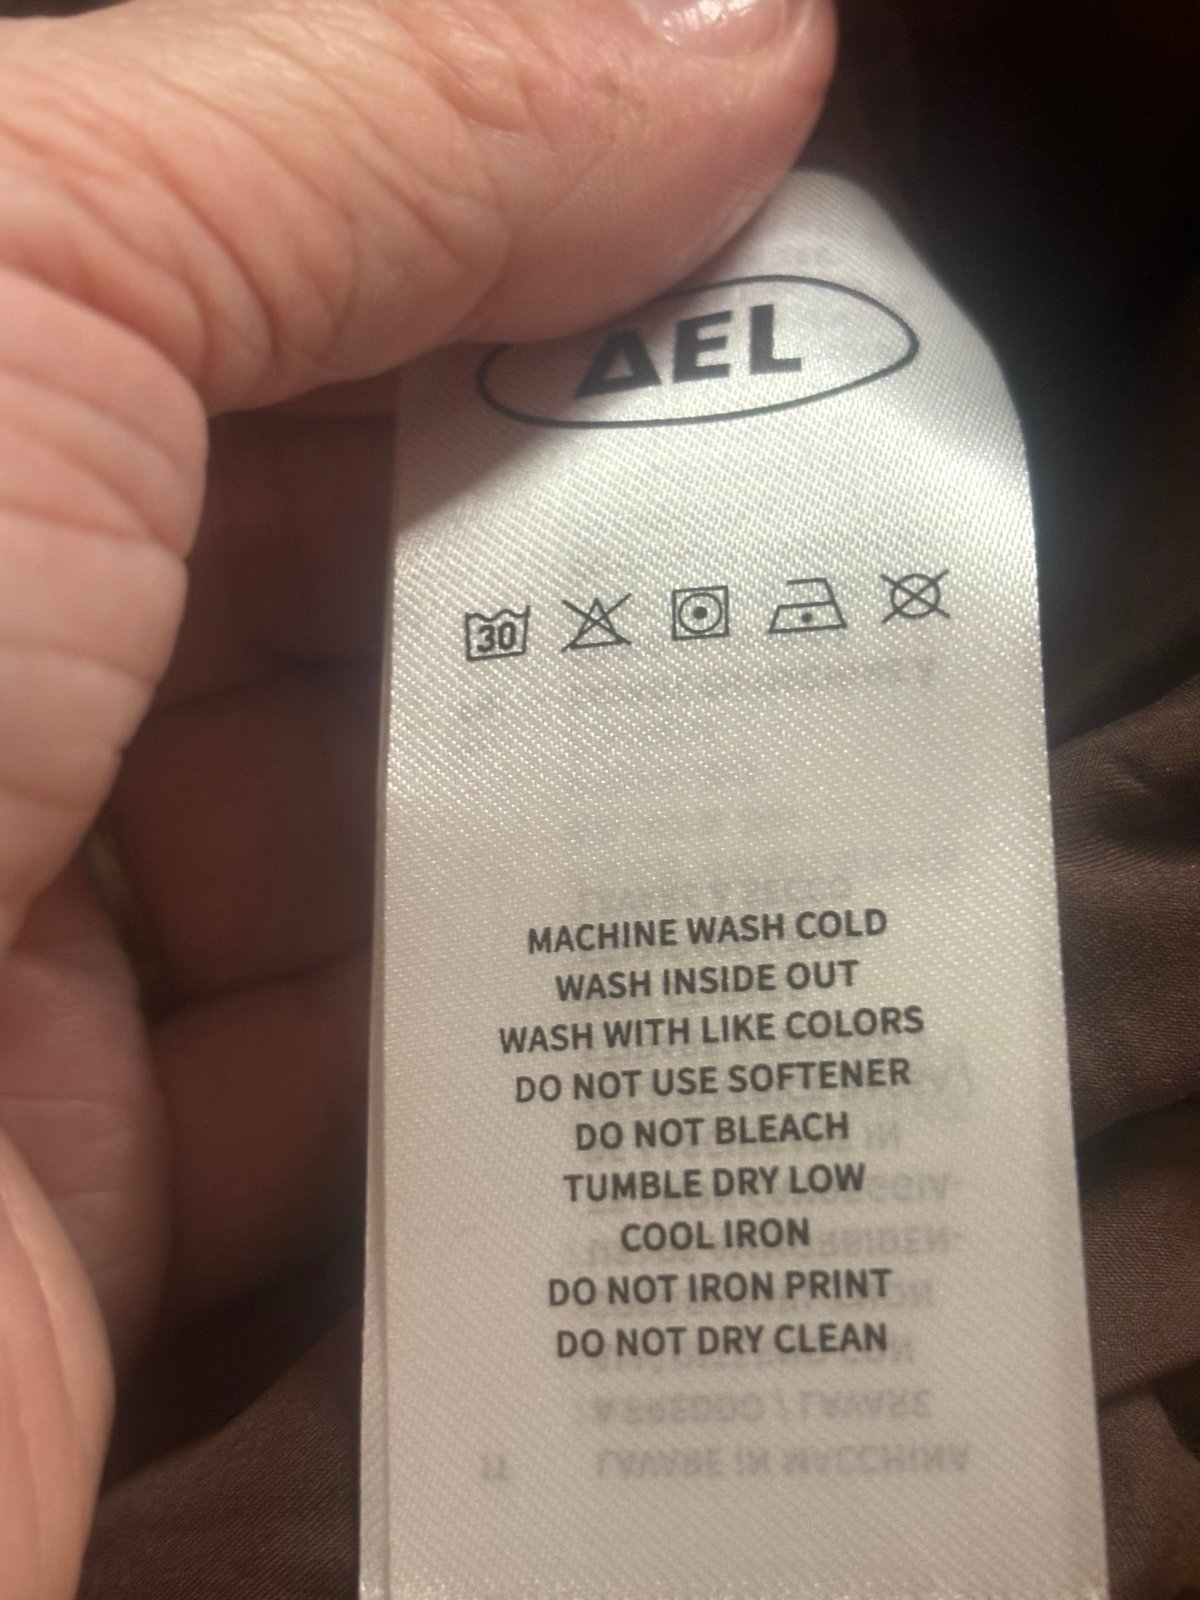 AEL
30
MACHINE WASH COLD
WASH INSIDE OUT
WASH WITH LIKE COLORS
DO NOT USE SOFTENER
DO NOT BLEACH
TUMBLE DRY LOW
COOL IRON
DO NOT IRON PRINT
DO NOT DRY CLEAN